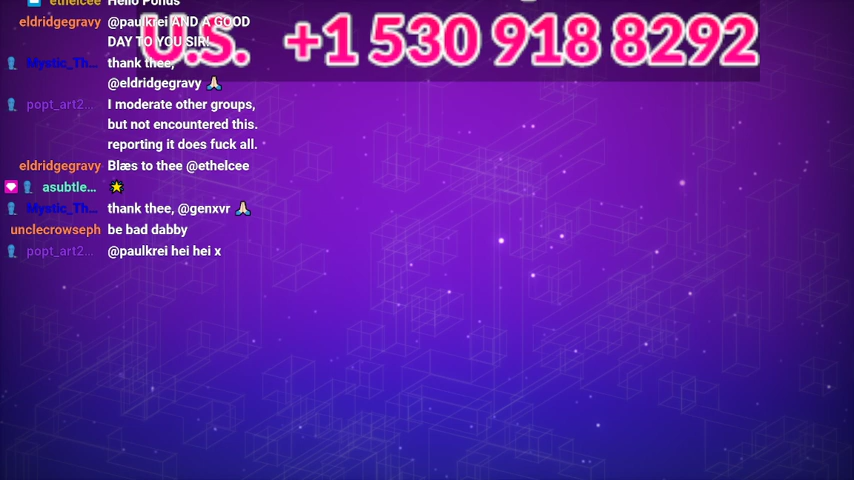 ethelcee Hello Ponds
eldridgegravy @paulkrei AND A GOOD
DAY TO YOU SIR!
U.S. +1 530 918 8292
Mystic_Th... thank thee,
@eldridgegravy 🙏🏻
popt_art2... I moderate other groups,
but not encountered this.
reporting it does fuck all.
eldridgegravy Blæs to thee @ethelcee
asubtle...
Mystic_Th... thank thee, @genxvr 🙏🏻
unclecrowseph be bad dabby
popt_art2... @paulkrei hei hei x